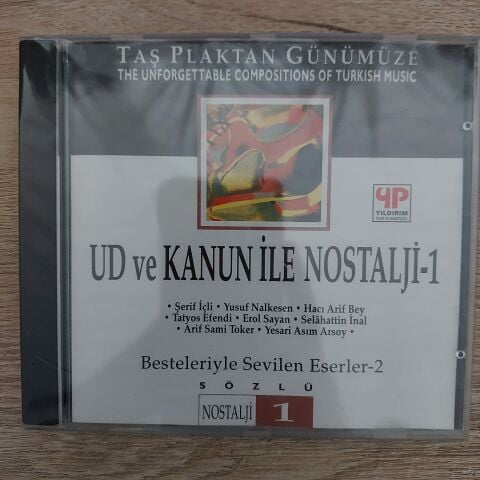 TAŞ PLAKTAN GÜNÜMÜZE
THE UNFORGETTABLE COMPOSITIONS OF TURKISH MUSIC
YP
YILDIRIM
UD ve KANUN İLE NOSTALJİ-1
• Şerif İçli • Yusuf Nalkesen • Hacı Arif Bey
• Tatyos Efendi • Erol Sayan • Selâhattin İnal
• Arif Sami Toker • Yesari Asım Arsoy •
Besteleriyle Sevilen Eserler-2
SÖZLÜ
NOSTALJİ 1